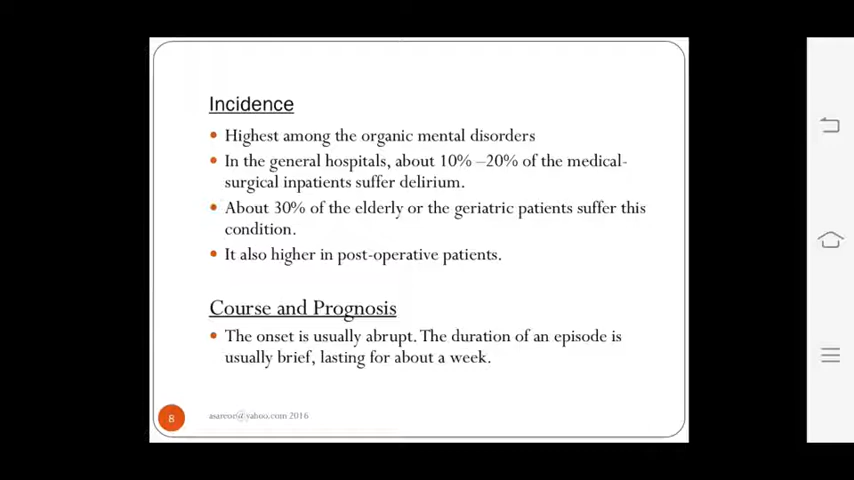 Incidence
Highest among the organic mental disorders
In the general hospitals, about 10% –20% of the medical-
surgical inpatients suffer delirium.
About 30% of the elderly or the geriatric patients suffer this
condition.
It also higher in post-operative patients.
Course and Prognosis
The onset is usually abrupt. The duration of an episode is
usually brief, lasting for about a week.
8
asareor@yahoo.com 2016